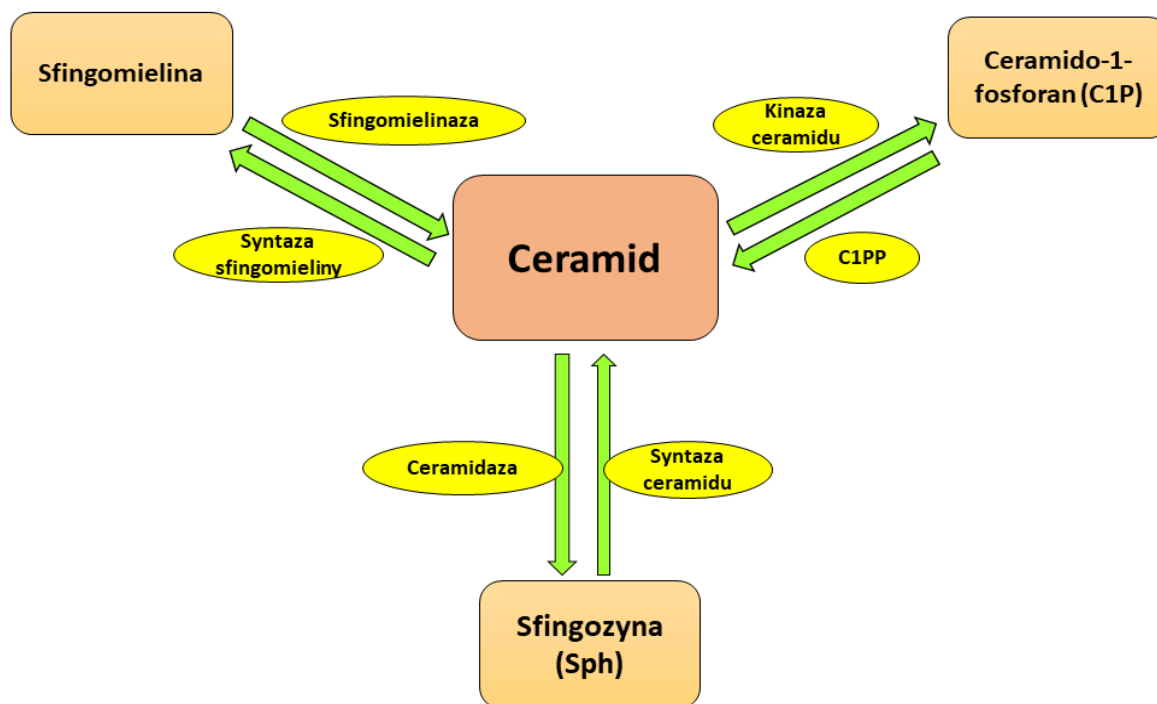 Sfingomielina
Ceramido-1-
fosforan (C1P)
Sfingomielinaza
Kinaza
ceramidu
Syntaza
sfingomieliny
Ceramid
C1PP
Ceramidaza
Syntaza
ceramidu
Sfingozyna
(Sph)